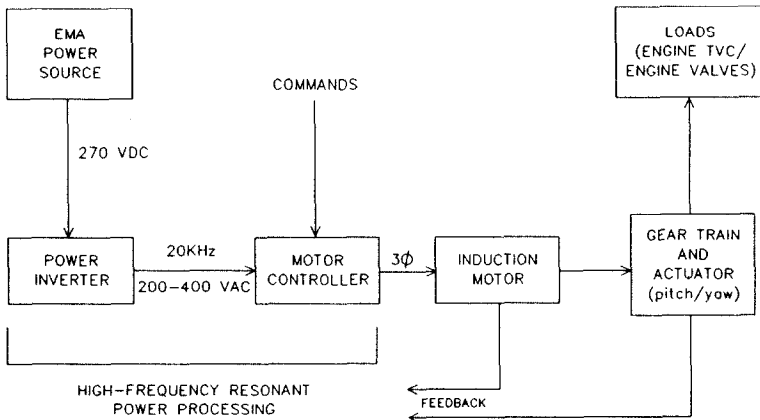 EMA
POWER
SOURCE
LOADS
(ENGINE TVC/
ENGINE VALVES)
COMMANDS
270 VDC
POWER
INVERTER
20KHz
200-400 VAC
MOTOR
CONTROLLER
3ϕ
INDUCTION
MOTOR
GEAR TRAIN
AND
ACTUATOR
(pitch/yaw)
HIGH-FREQUENCY RESONANT
POWER PROCESSING
FEEDBACK